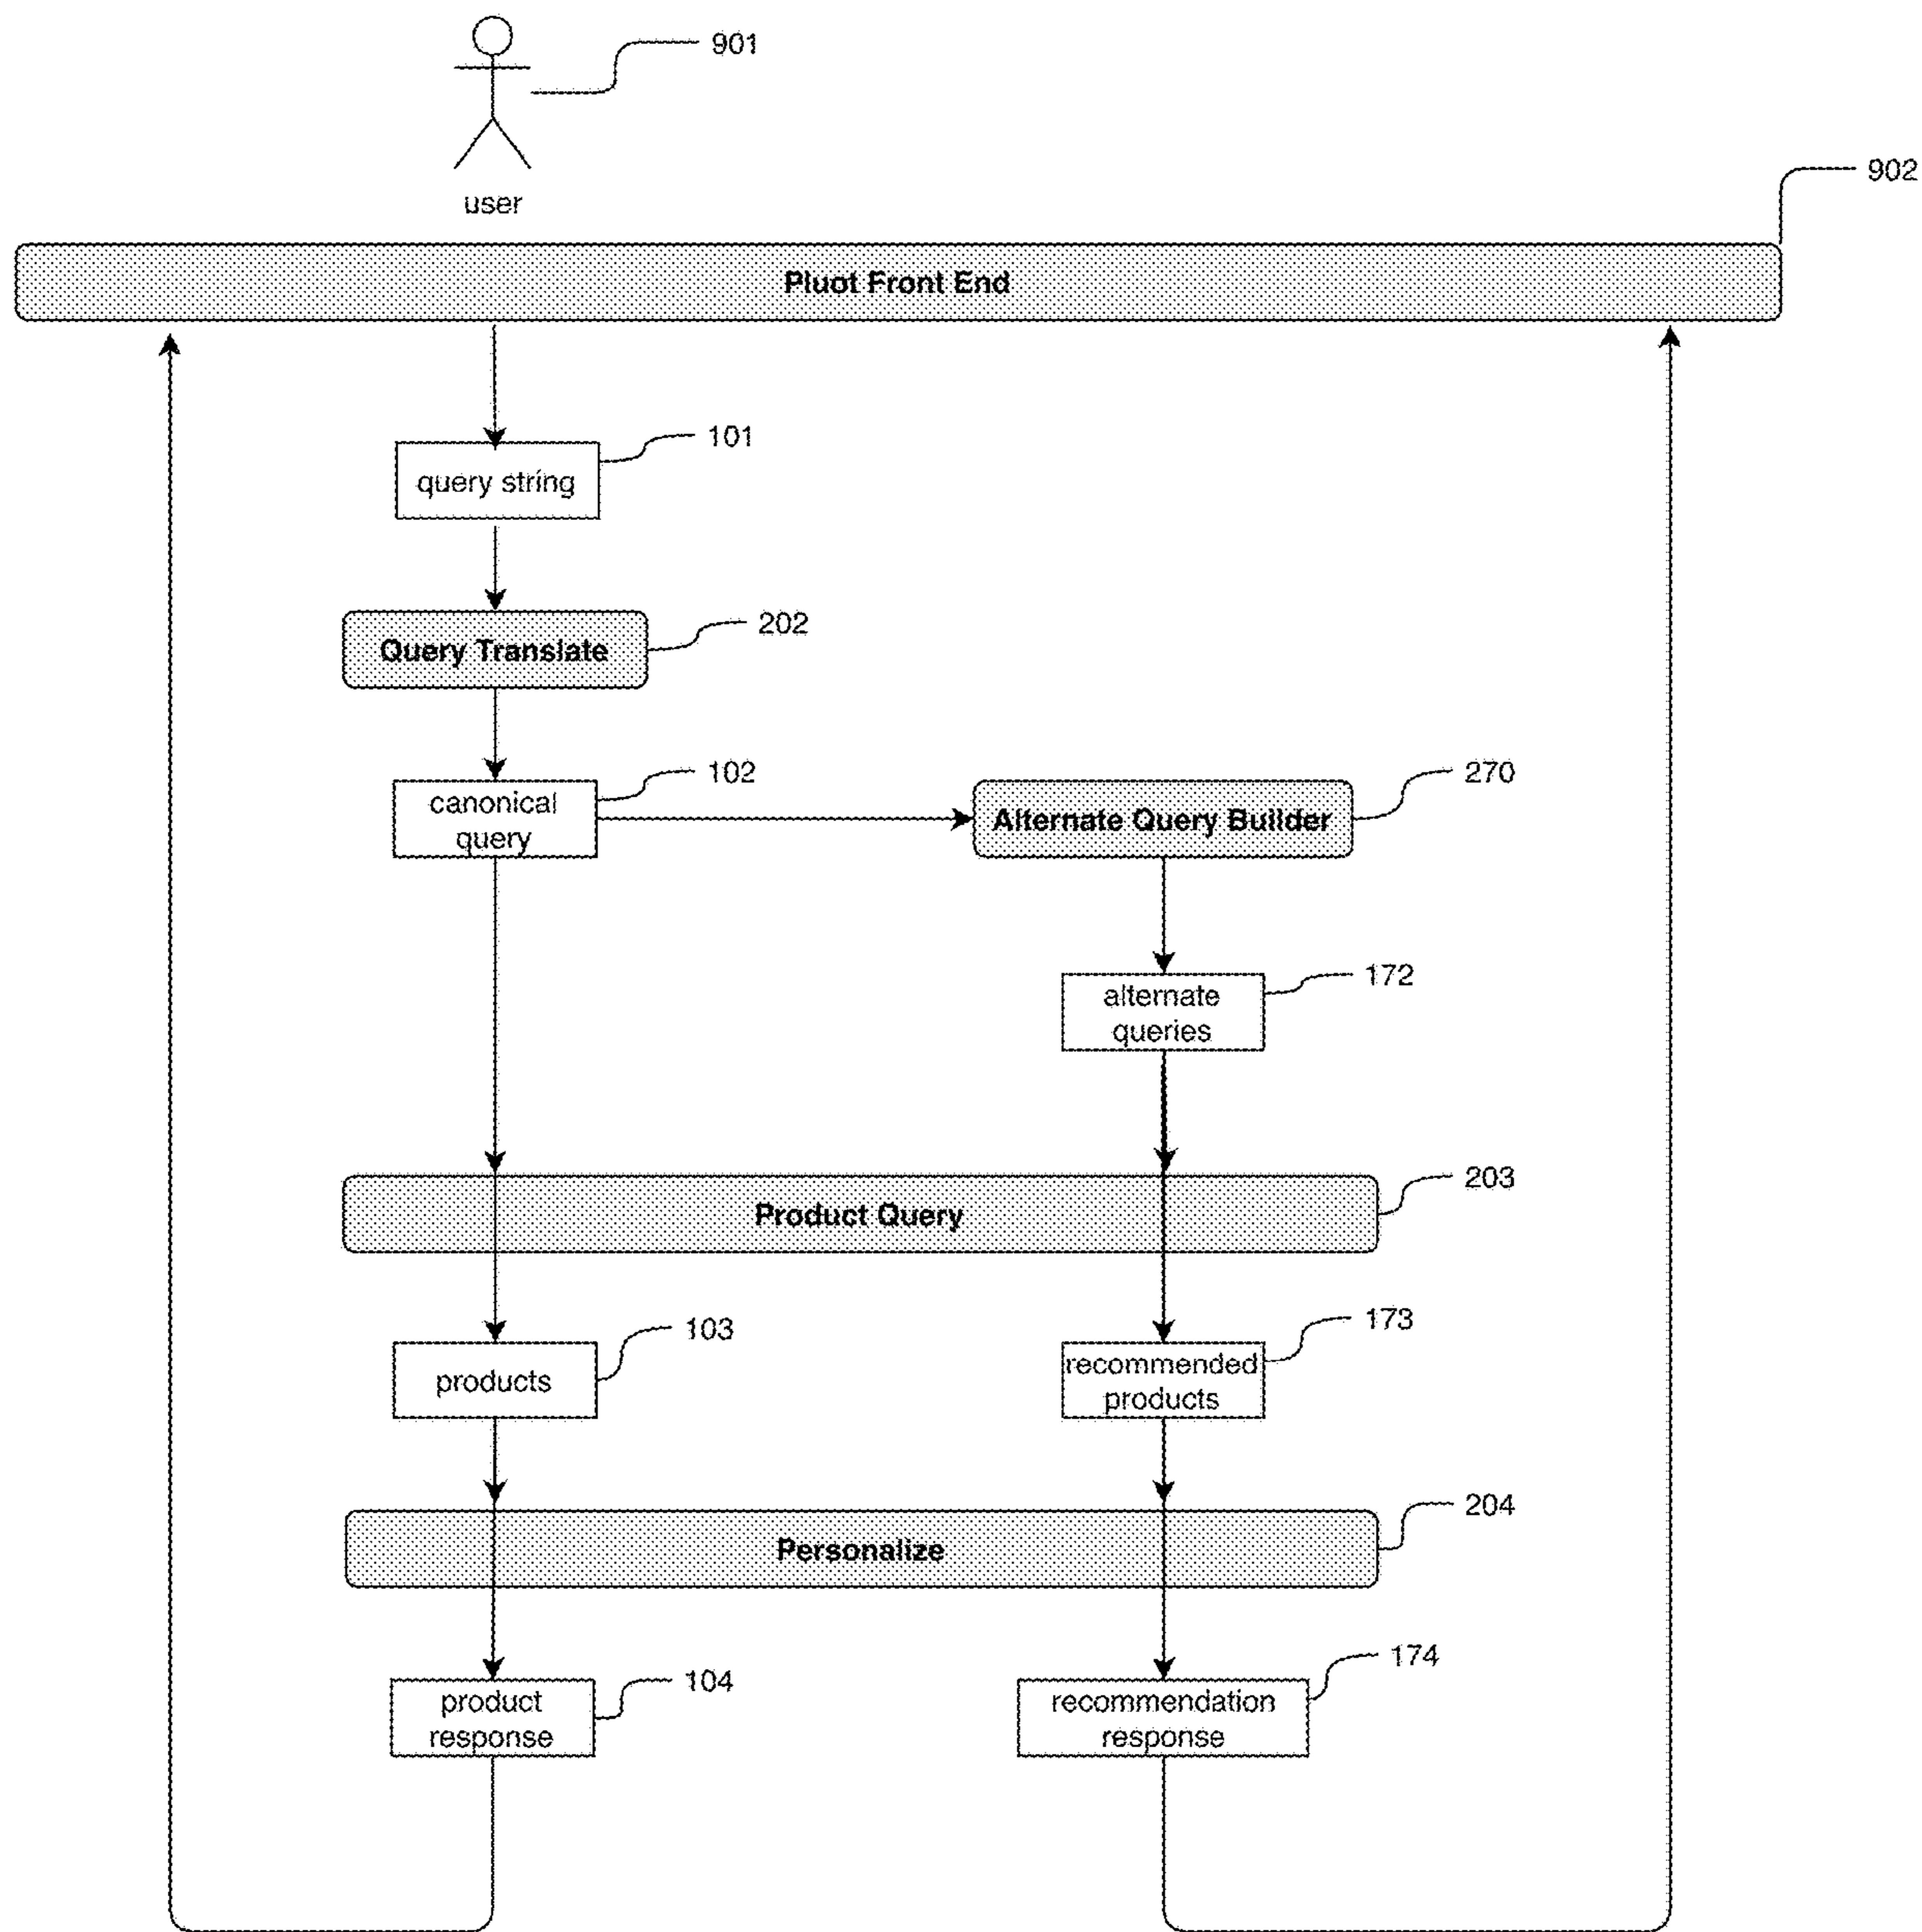 901
user
902
Pluot Front End
101
query string
202
Query Translate
102
canonical
query
270
Alternate Query Builder
172
alternate
queries
203
Product Query
103
products
173
recommended
products
204
Personalize
104
product
response
174
recommendation
response